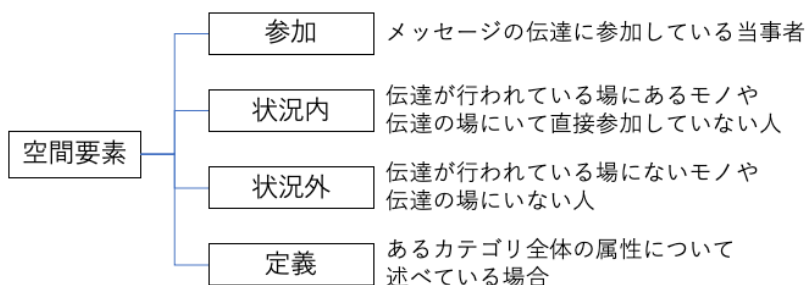 空間要素
参加
メッセージの伝達に参加している当事者
状況内
伝達が行われている場にあるモノや
伝達の場にいて直接参加していない人
状況外
伝達が行われている場にないモノや
伝達の場にいない人
定義
あるカテゴリ全体の属性について
述べている場合